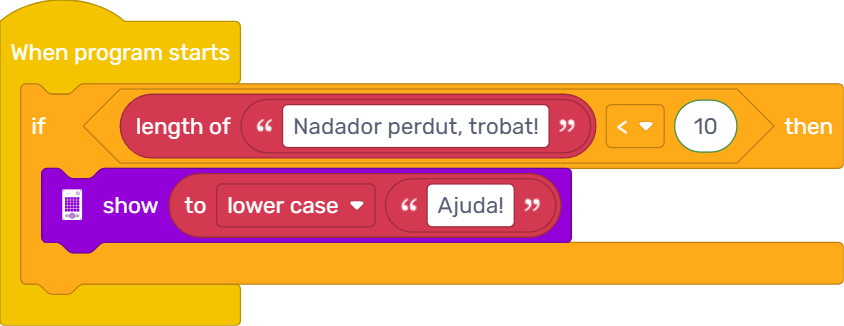 When program starts
if length of “ Nadador perdut, trobat! ” < 10 then
show to lower case “ Ajuda! ”